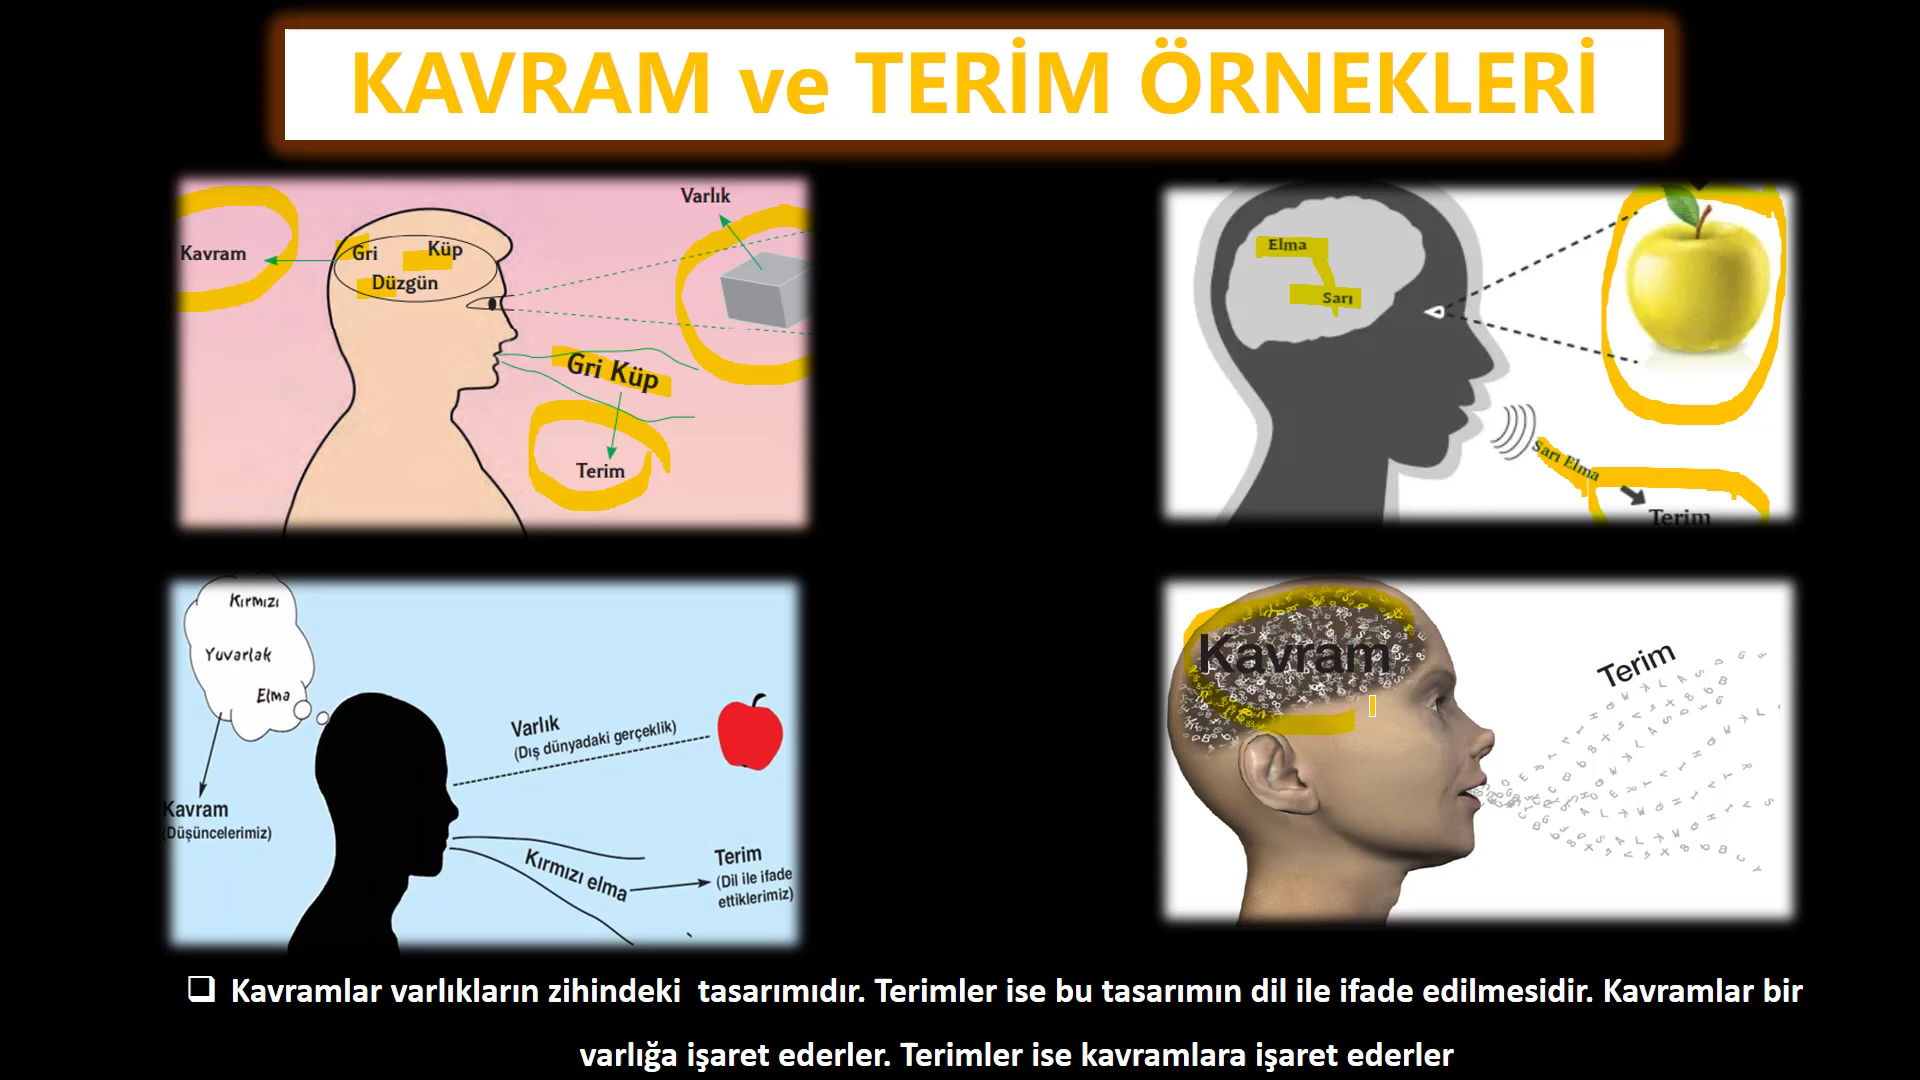 KAVRAM ve TERİM ÖRNEKLERİ
Varlık
Kavram
Gri
Küp
Düzgün
Gri Küp
Terim
Elma
Sarı
Sarı Elma
Terim
Kırmızı
Yuvarlak
Elma
Varlık
(Dış dünyadaki gerçeklik)
Kavram
(Düşüncelerimiz)
Kırmızı elma
Terim
(Dil ile ifade
ettiklerimiz)
Kavram
Terim
❑ Kavramlar varlıkların zihindeki tasarımıdır. Terimler ise bu tasarımın dil ile ifade edilmesidir. Kavramlar bir
varlığa işaret ederler. Terimler ise kavramlara işaret ederler